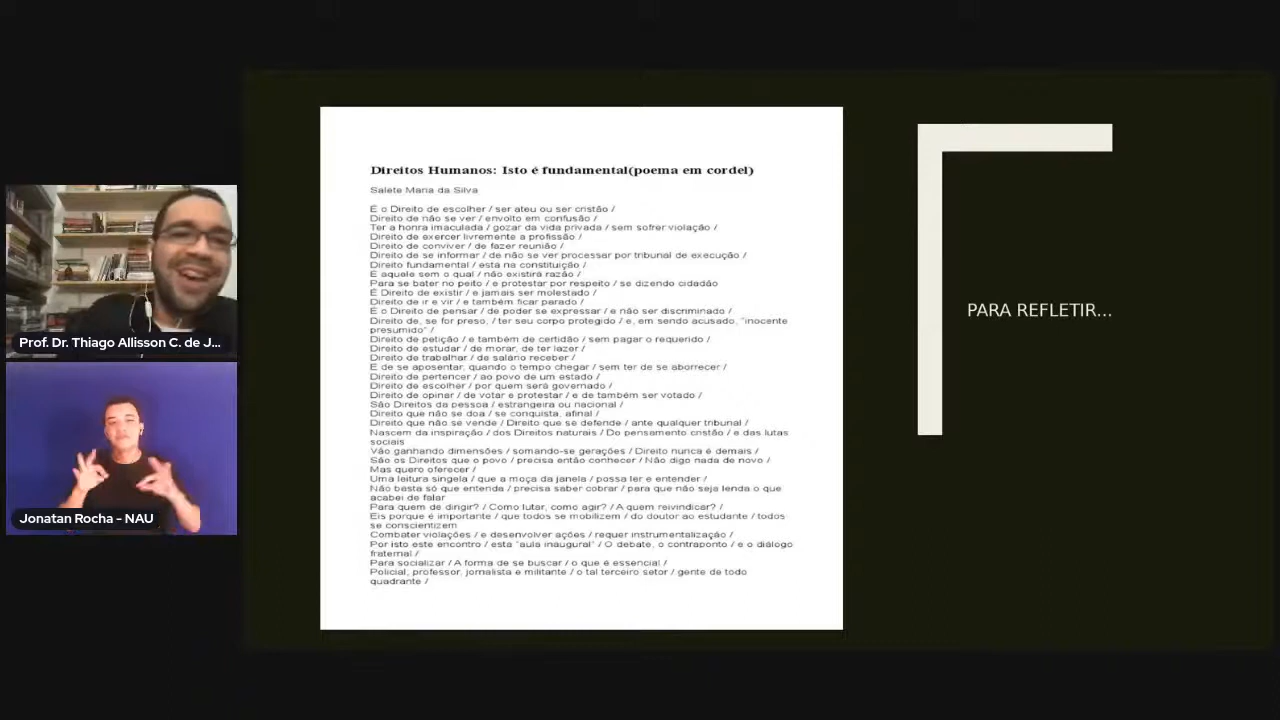 Direitos Humanos: Isto é fundamental(poema em cordel)
Salete Maria da Silva
É o Direito de escolher / ser ateu ou ser cristão /
Direito de não se ver / envolto em confusão /
Ter a honra imaculada / gozar da vida privada / sem sofrer violação /
Direito de exercer livremente a profissão /
Direito de conviver / de fazer reunião /
Direito de se informar / de não se ver processar por tribunal de execução /
Direito fundamental / esta na constituição /
É aquele sem o qual / não existirá razão /
Para se bater no peito / e protestar por respeito / se dizendo cidadão
É Direito de existir / e jamais ser molestado /
Direito de ir e vir / e também ficar parado /
É o Direito de pensar / de poder se expressar / e não ser discriminado /
Direito de, se for preso, / ter seu corpo protegido / e, em sendo acusado, "inocente
presumido" /
Direito de petição / e também de certidão / sem pagar o requerido /
Direito de estudar / de morar, de ter lazer /
Direito de trabalhar / de salário receber /
E de se aposentar, quando o tempo chegar / sem ter de se aborrecer /
Direito de pertencer / ao povo de um estado /
Direito de escolher / por quem será governado /
Direito de opinar / de votar e protestar / e de também ser votado /
São Direitos da pessoa / estrangeira ou nacional /
Direito que não se doa / se conquista, afinal /
Direito que não se vende / Direito que se defende / ante qualquer tribunal /
Nascem da inspiração / dos Direitos naturais / Do pensamento cristão / e das lutas
sociais
Vão ganhando dimensões / somando-se gerações / Direito nunca é demais /
São os Direitos que o povo / precisa então conhecer / Não digo nada de novo /
Mas quero oferecer /
Uma leitura singela / que a moça da janela / possa ler e entender /
Não basta só que entenda / precisa saber cobrar / para que não seja lenda o que
acabei de falar
Para quem de dirigir? / Como lutar, como agir? / A quem reivindicar? /
Eis porque é importante / que todos se mobilizem / do doutor ao estudante / todos
se conscientizem
Combater violações / e desenvolver ações / requer instrumentalização /
Por isto este encontro / esta "aula inaugural" / O debate, o contraponto / e o diálogo
fraternal /
Para socializar / A forma de se buscar / o que é essencial /
Policial, professor, jornalista e militante / o tal terceiro setor / gente de todo
quadrante /
PARA REFLETIR...
Prof. Dr. Thiago Allisson C. de J...
Jonatan Rocha - NAU